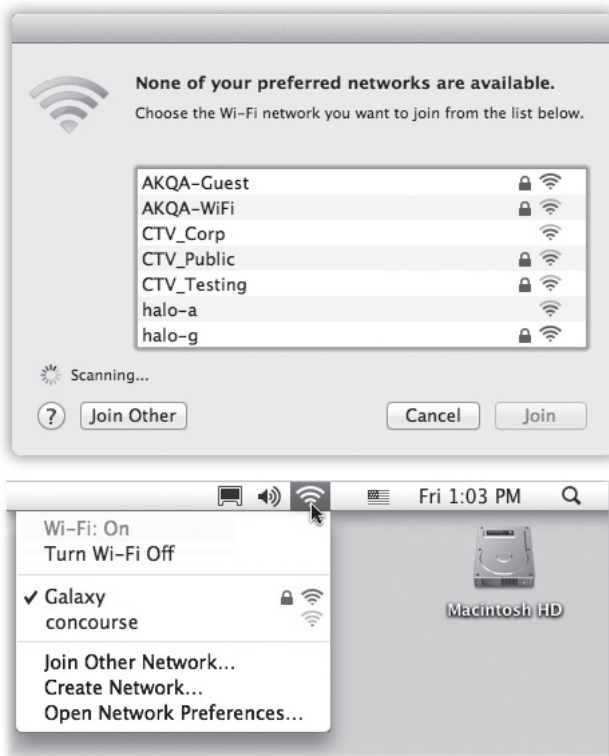 None of your preferred networks are available.
Choose the Wi-Fi network you want to join from the list below.
AKQA-Guest
AKQA-WiFi
CTV_Corp
CTV_Public
CTV_Testing
halo-a
halo-g
Scanning...
? Join Other Cancel Join
Fri 1:03 PM
Wi-Fi: On
Turn Wi-Fi Off
Macintosh HD
✓ Galaxy
concourse
Join Other Network...
Create Network...
Open Network Preferences...